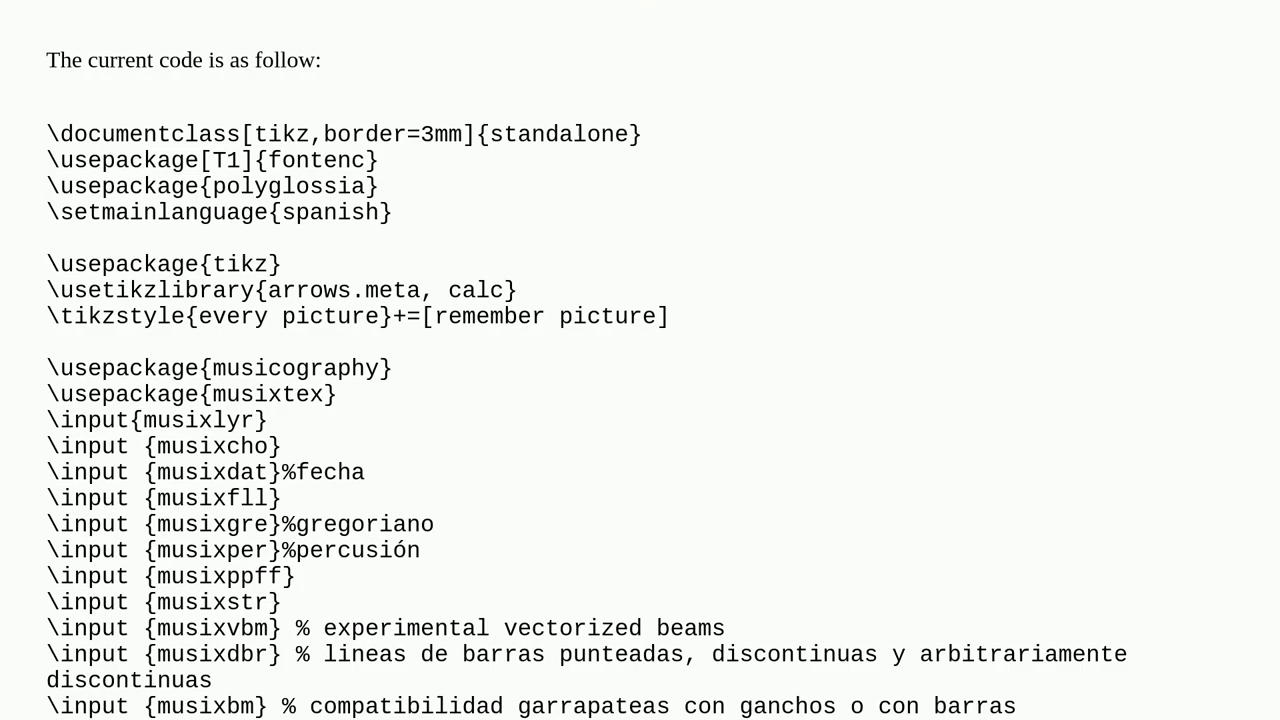 The current code is as follow:
\documentclass[tikz,border=3mm]{standalone}
\usepackage[T1]{fontenc}
\usepackage{polyglossia}
\setmainlanguage{spanish}
\usepackage{tikz}
\usetikzlibrary{arrows.meta, calc}
\tikzstyle{every picture}+=[remember picture]
\usepackage{musicography}
\usepackage{musixtex}
\input{musixlyr}
\input {musixcho}
\input {musixdat}%fecha
\input {musixfll}
\input {musixgre}%gregoriano
\input {musixper}%percusión
\input {musixppff}
\input {musixstr}
\input {musixvbm} % experimental vectorized beams
\input {musixdbr} % lineas de barras punteadas, discontinuas y arbitrariamente
discontinuas
\input {musixbm} % compatibilidad garrapateas con ganchos o con barras